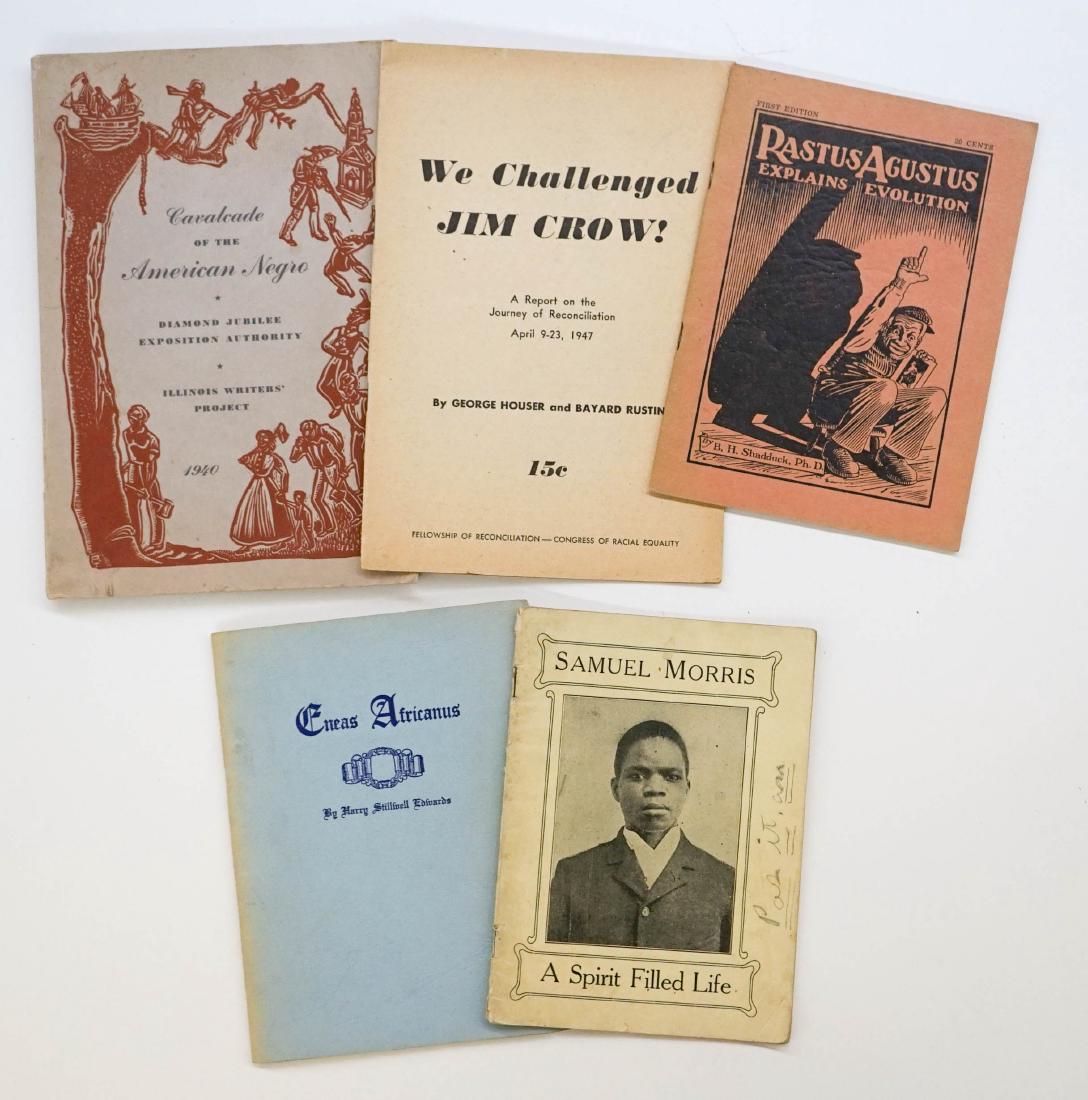 Cavalcade
OF THE
American Negro
DIAMOND JUBILEE
EXPOSITION AUTHORITY
ILLINOIS WRITERS'
PROJECT
1940
We Challenged
JIM CROW!
A Report on the
Journey of Reconciliation
April 9-23, 1947
By GEORGE HOUSER and BAYARD RUSTIN
15c
FELLOWSHIP OF RECONCILIATION — CONGRESS OF RACIAL EQUALITY
FIRST EDITION
20 CENTS
RASTUS AGUSTUS
EXPLAINS EVOLUTION
By B. H. Shadduck, Ph. D.
Eneas Africanus
By Harry Stillwell Edwards
SAMUEL MORRIS
A Spirit Filled Life